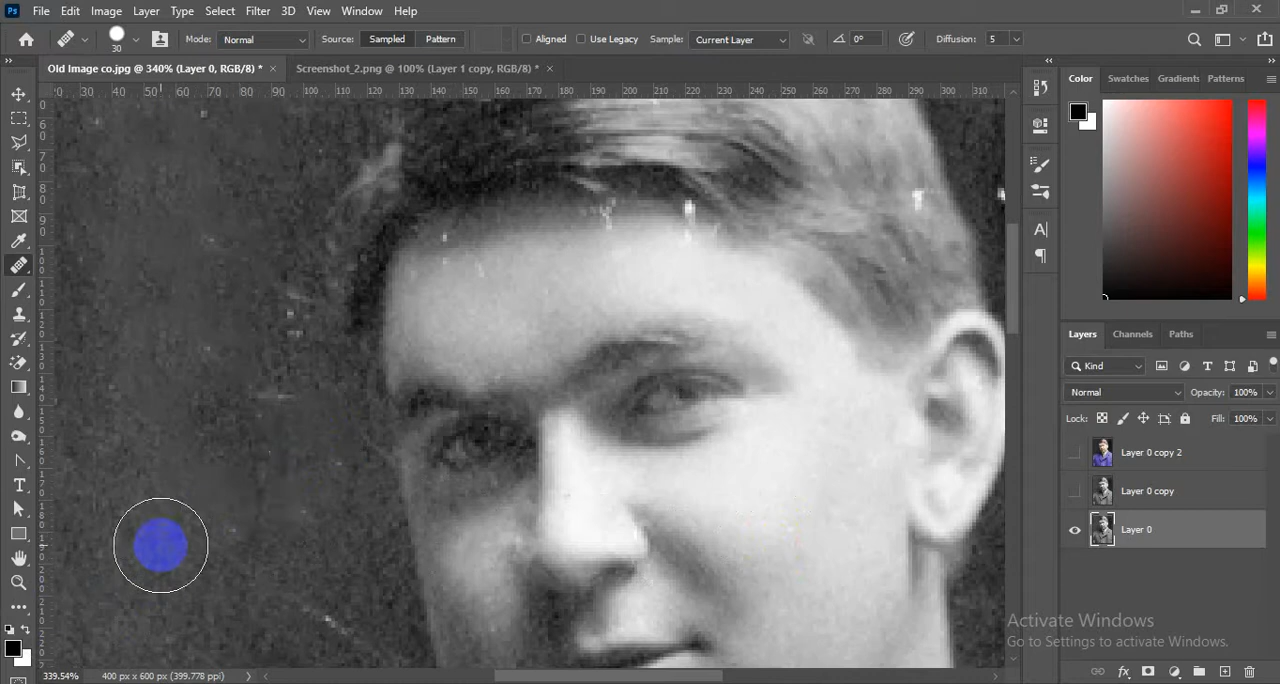 Ps File Edit Image Layer Type Select Filter 3D View Window Help
30 Mode: Normal Source: Sampled Pattern Aligned Use Legacy Sample: Current Layer 0° Diffusion: 5
Old Image co.jpg @ 340% (Layer 0, RGB/8) * × Screenshot_2.png @ 100% (Layer 1 copy, RGB/8) * ×
20 30 40 50 60 70 80 90 100 110 120 130 140 150 160 170 180 190 200 210 220 230 240 250 260 270 280 290 300 310
Color Swatches Gradients Patterns
Layers Channels Paths
Kind
Normal Opacity: 100%
Lock: Fill: 100%
Layer 0 copy 2
Layer 0 copy
Layer 0
Activate Windows
Go to Settings to activate Windows.
339.54% 400 px x 600 px (399.778 ppi)